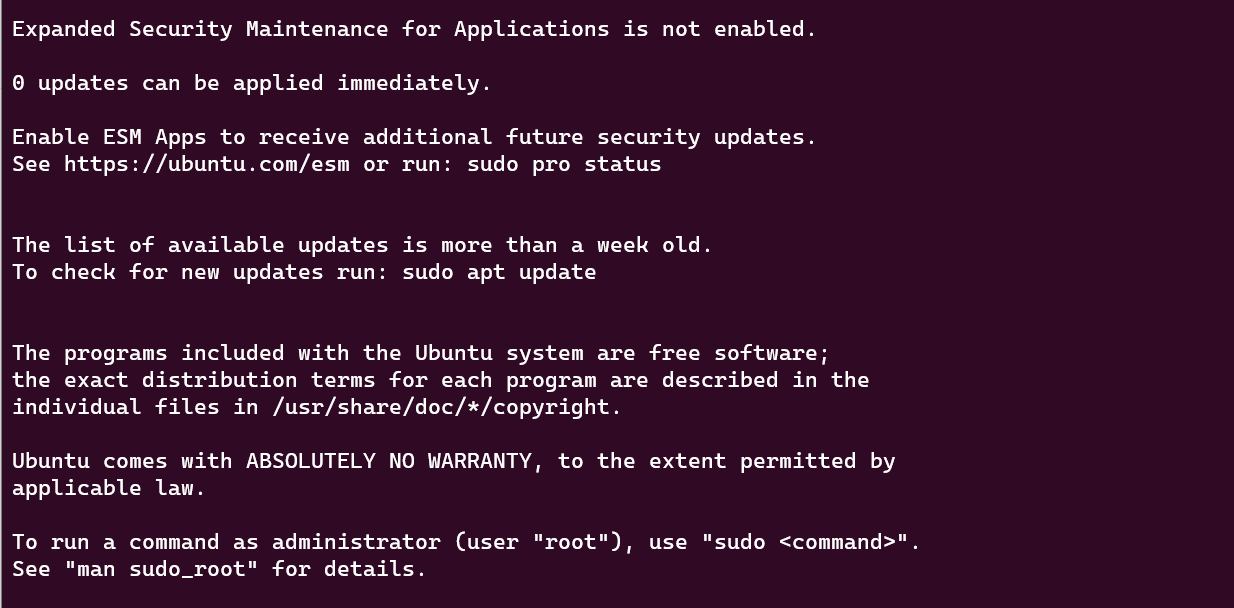 Expanded Security Maintenance for Applications is not enabled.
0 updates can be applied immediately.
Enable ESM Apps to receive additional future security updates.
See https://ubuntu.com/esm or run: sudo pro status
The list of available updates is more than a week old.
To check for new updates run: sudo apt update
The programs included with the Ubuntu system are free software;
the exact distribution terms for each program are described in the
individual files in /usr/share/doc/*/copyright.
Ubuntu comes with ABSOLUTELY NO WARRANTY, to the extent permitted by
applicable law.
To run a command as administrator (user "root"), use "sudo <command>".
See "man sudo_root" for details.